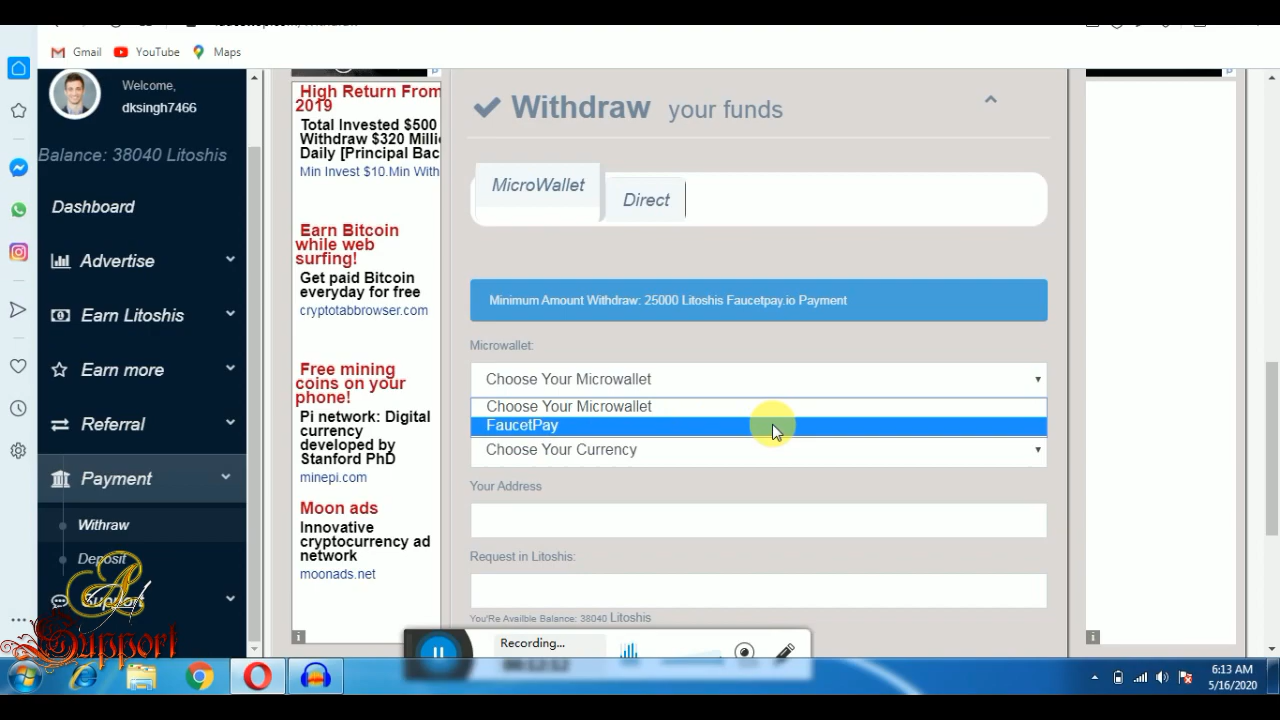 Gmail
YouTube
Maps
Welcome,
dksingh7466
Balance: 38040 Litoshis
Dashboard
Advertise
Earn Litoshis
Earn more
Referral
Payment
Withraw
Deposit
Support
Support
High Return From
2019
Total Invested $500
Withdraw $320 Milli
Daily [Principal Bac
Min Invest $10.Min With
Earn Bitcoin
while web
surfing!
Get paid Bitcoin
everyday for free
cryptotabbrowser.com
Free mining
coins on your
phone!
Pi network: Digital
currency
developed by
Stanford PhD
minepi.com
Moon ads
Innovative
cryptocurrency ad
network
moonads.net
Withdraw your funds
MicroWallet
Direct
Minimum Amount Withdraw: 25000 Litoshis Faucetpay.io Payment
Microwallet:
Choose Your Microwallet
Choose Your Microwallet
FaucetPay
Choose Your Currency
Your Address
Request in Litoshis:
You'Re Availble Balance: 38040 Litoshis
Recording...
6:13 AM
5/16/2020